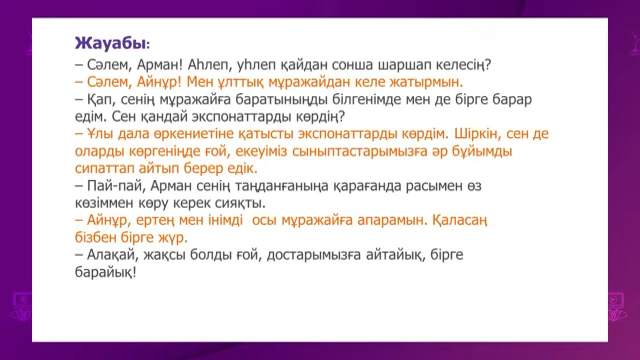 Жауабы:
– Сәлем, Арман! Аһлеп, уһлеп қайдан сонша шаршап келесің?
– Сәлем, Айнұр! Мен ұлттық мұражайдан келе жатырмын.
– Қап, сенің мұражайға баратыныңды білгенімде мен де бірге барар
едім. Сен қандай экспонаттарды көрдің?
– Ұлы дала өркениетіне қатысты экспонаттарды көрдім. Шіркін, сен де
оларды көргеніңде ғой, екеуіміз сыныптастарымызға әр бұйымды
сипаттап айтып берер едік.
– Пай-пай, Арман сенің таңданғаныңа қарағанда расымен өз
көзіммен көру керек сияқты.
– Айнұр, ертең мен інімді осы мұражайға апарамын. Қаласаң
бізбен бірге жүр.
– Алақай, жақсы болды ғой, достарымызға айтайық, бірге
барайық!